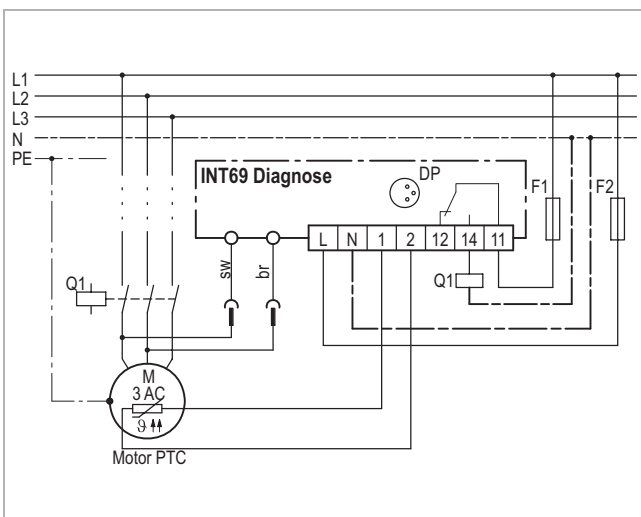 L1
L2
L3
N
PE
INT69 Diagnose
DP
F1
F2
L N 1 2 12 14 11
sw
br
Q1
Q1
M
3 AC
ϑ
Motor PTC